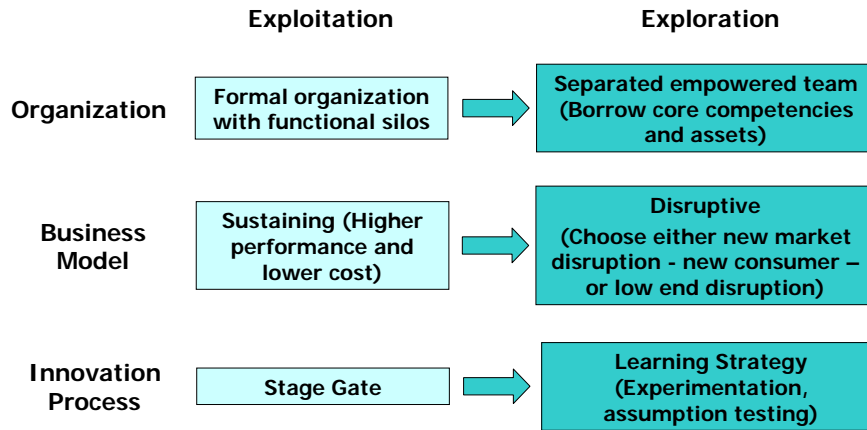 Exploitation
Exploration
Organization
Formal organization
with functional silos
Separated empowered team
(Borrow core competencies
and assets)
Business
Model
Sustaining (Higher
performance and
lower cost)
Disruptive
(Choose either new market
disruption - new consumer –
or low end disruption)
Innovation
Process
Stage Gate
Learning Strategy
(Experimentation,
assumption testing)